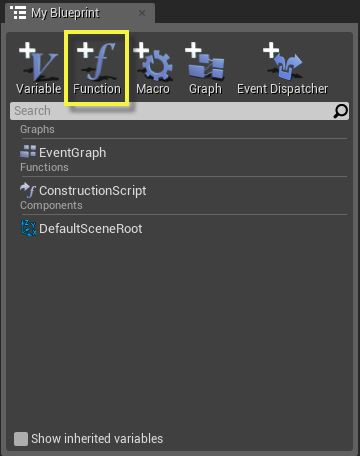 My Blueprint
Variable Function Macro Graph Event Dispatcher
Search
Graphs
EventGraph
Functions
ConstructionScript
Components
DefaultSceneRoot
Show inherited variables